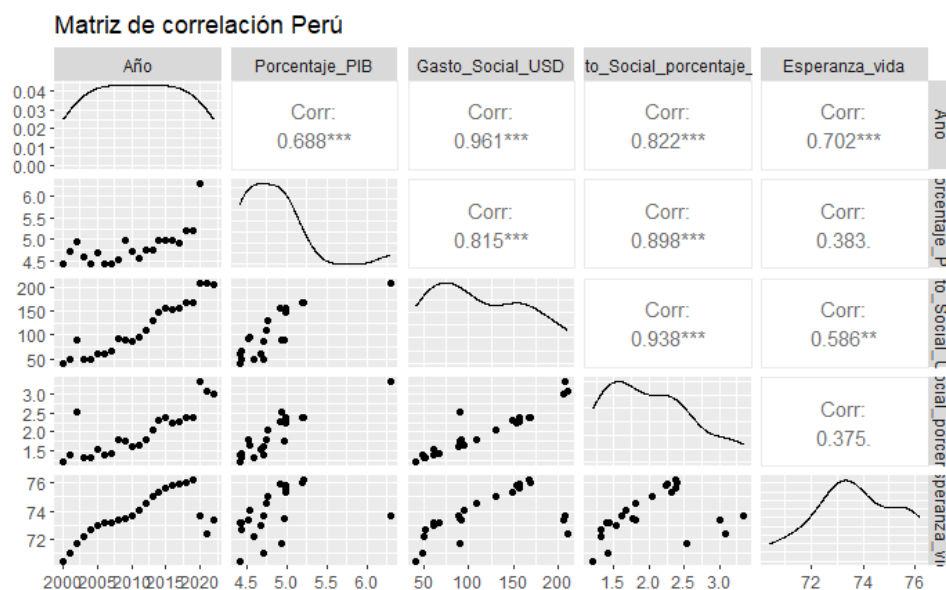 Matriz de correlación Perú
Año Porcentaje_PIB Gasto_Social_USD to_Social_porcentaje_ Esperanza_vida
0.04
0.03
0.02
0.01
0.00
Corr:
0.688***
Corr:
0.961***
Corr:
0.822***
Corr:
0.702***
Año
6.0
5.5
5.0
4.5
Corr:
0.815***
Corr:
0.898***
Corr:
0.383.
orcentaje_P
200
150
100
50
Corr:
0.938***
Corr:
0.586**
to_Social_U
3.0
2.5
2.0
1.5
Corr:
0.375.
ocial_porcen
76
74
72
speranza_vid
2000 2005 2010 2015 2020 4.5 5.0 5.5 6.0 50 100 150 200 1.5 2.0 2.5 3.0 72 74 76